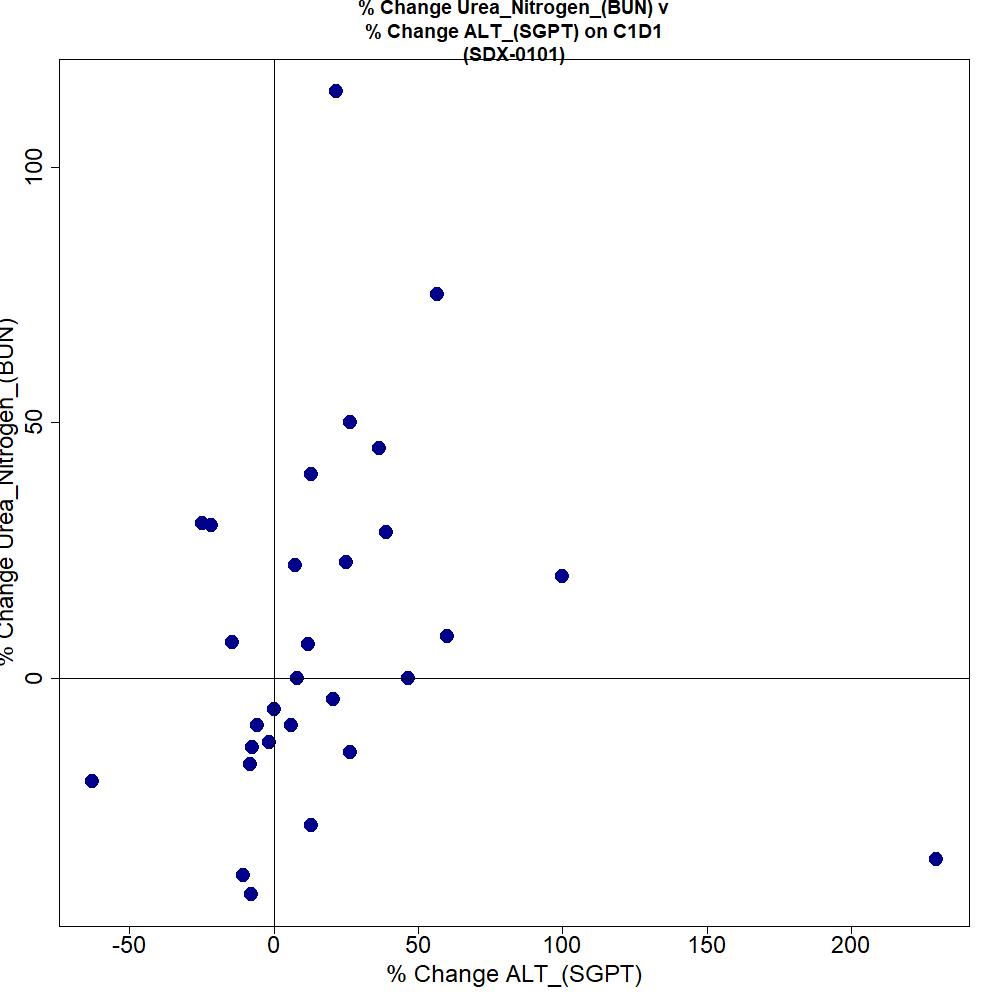 % Change Urea_Nitrogen_(BUN) v
% Change ALT_(SGPT) on C1D1
(SDX-0101)
% Change Urea_Nitrogen_(BUN)
100
50
0
-50
0
50
100
150
200
% Change ALT_(SGPT)